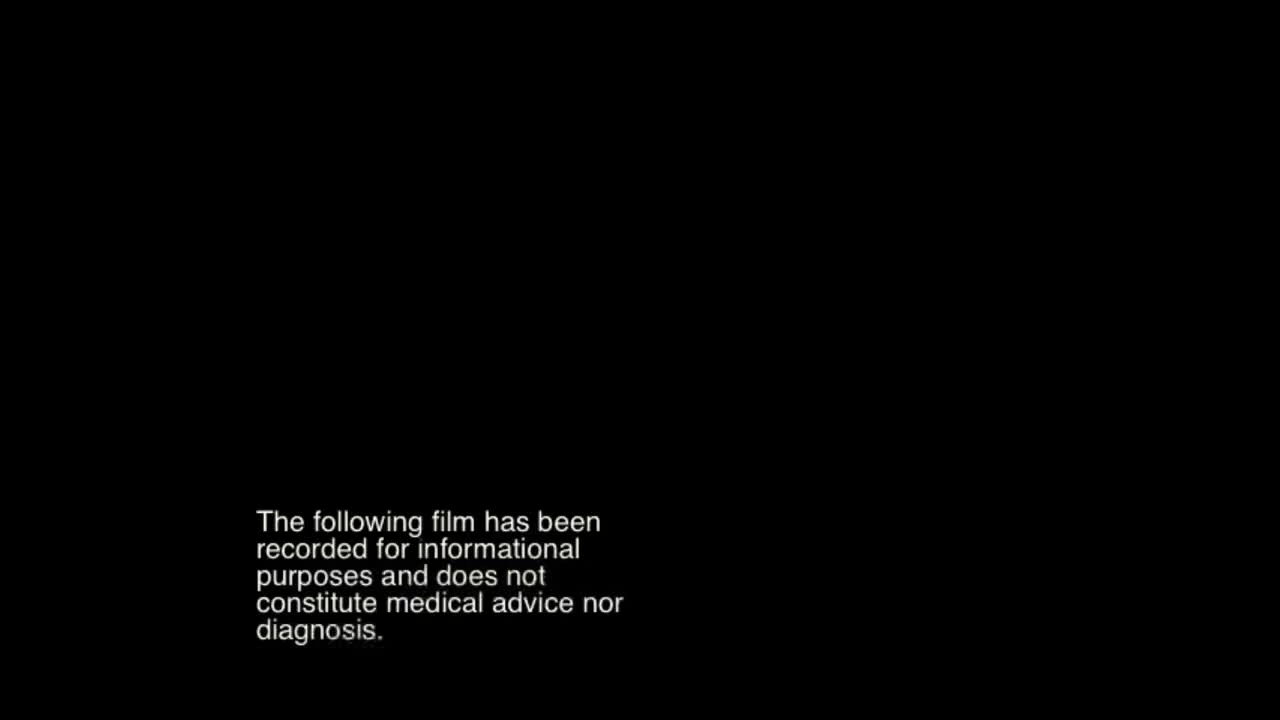 The following film has been
recorded for informational
purposes and does not
constitute medical advice nor
diagnosis.